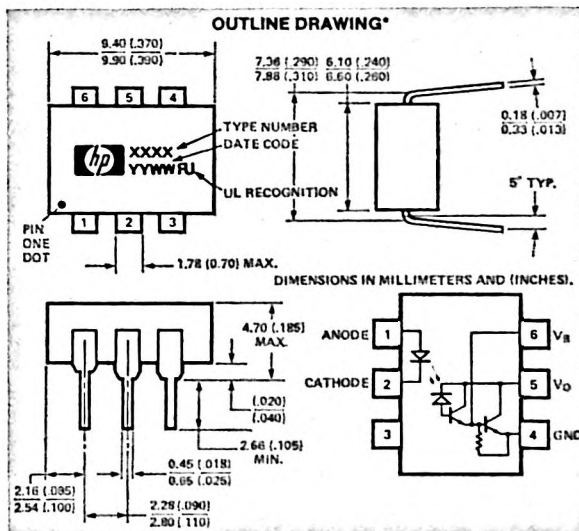 OUTLINE DRAWING*
9.40 (.370)
9.90 (.390)
6
5
4
hp
XXXX
YYWW RU
TYPE NUMBER
DATE CODE
UL RECOGNITION
PIN
ONE
DOT
1
2
3
1.78 (0.70) MAX.
7.36 (.290)
7.88 (.310)
6.10 (.240)
6.60 (.260)
0.18 (.007)
0.33 (.013)
5° TYP.
DIMENSIONS IN MILLIMETERS AND (INCHES).
4.70 (.185)
MAX.
(.020)
(.040)
2.66 (.105)
MIN.
0.45 (.018)
0.65 (.025)
2.16 (.085)
2.54 (.100)
2.28 (.090)
2.80 (.110)
ANODE
1
CATHODE
2
3
6
VB
5
VO
4
GND